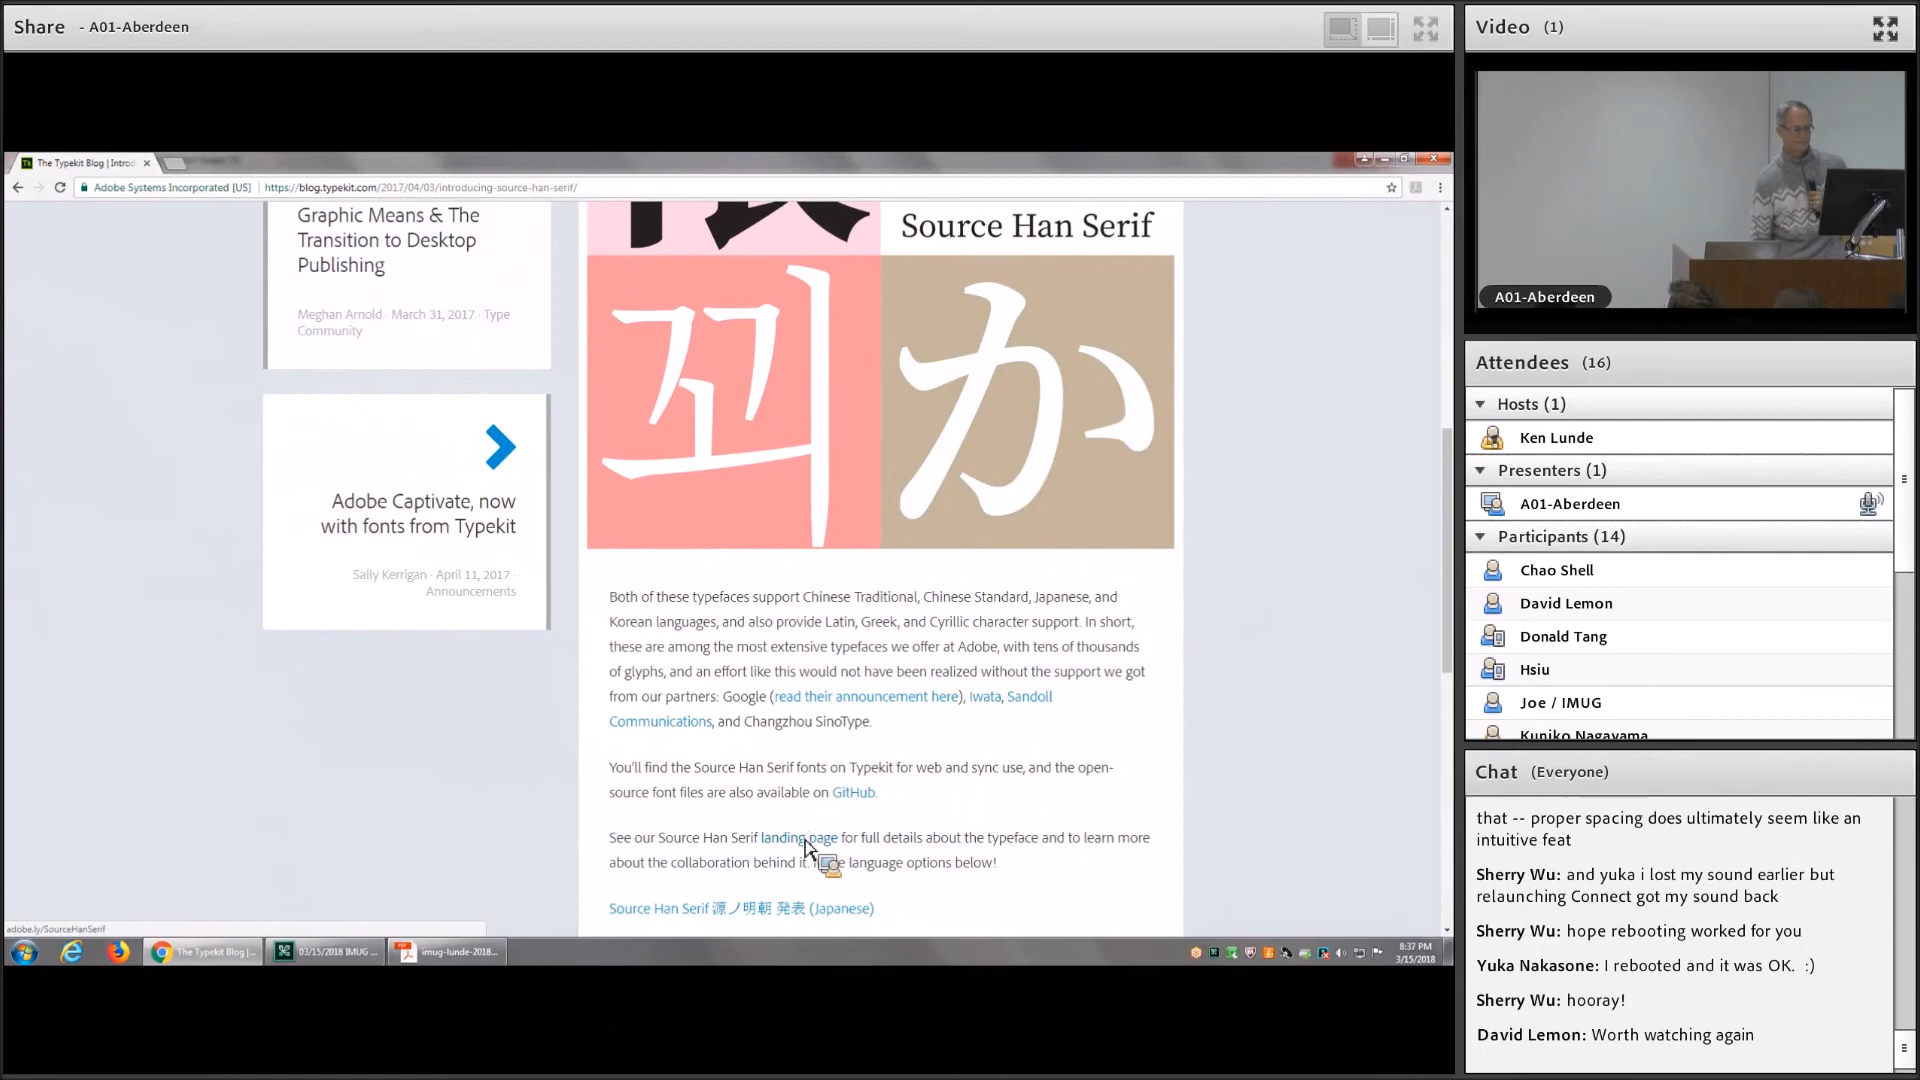 Share - A01-Aberdeen
The Typekit Blog | Introd
Adobe Systems Incorporated [US] https://blog.typekit.com/2017/04/03/introducing-source-han-serif/
Graphic Means & The
Transition to Desktop
Publishing
Meghan Arnold · March 31, 2017 · Type
Community
Adobe Captivate, now
with fonts from Typekit
Sally Kerrigan · April 11, 2017 ·
Announcements
Source Han Serif
꾀 か
Both of these typefaces support Chinese Traditional, Chinese Standard, Japanese, and
Korean languages, and also provide Latin, Greek, and Cyrillic character support. In short,
these are among the most extensive typefaces we offer at Adobe, with tens of thousands
of glyphs, and an effort like this would not have been realized without the support we got
from our partners: Google (read their announcement here), Iwata, Sandoll
Communications, and Changzhou SinoType.
You'll find the Source Han Serif fonts on Typekit for web and sync use, and the open-
source font files are also available on GitHub.
See our Source Han Serif landing page for full details about the typeface and to learn more
about the collaboration behind it. language options below!
Source Han Serif 源ノ明朝 発表 (Japanese)
adobe.ly/SourceHanSerif
The Typekit Blog |...
03/15/2018 IMUG ...
imug-lunde-2018...
8:37 PM
3/15/2018
Video (1)
A01-Aberdeen
Attendees (16)
Hosts (1)
Ken Lunde
Presenters (1)
A01-Aberdeen
Participants (14)
Chao Shell
David Lemon
Donald Tang
Hsiu
Joe / IMUG
Kuniko Nagayama
Chat (Everyone)
that -- proper spacing does ultimately seem like an
intuitive feat
Sherry Wu: and yuka i lost my sound earlier but
relaunching Connect got my sound back
Sherry Wu: hope rebooting worked for you
Yuka Nakasone: I rebooted and it was OK. :)
Sherry Wu: hooray!
David Lemon: Worth watching again